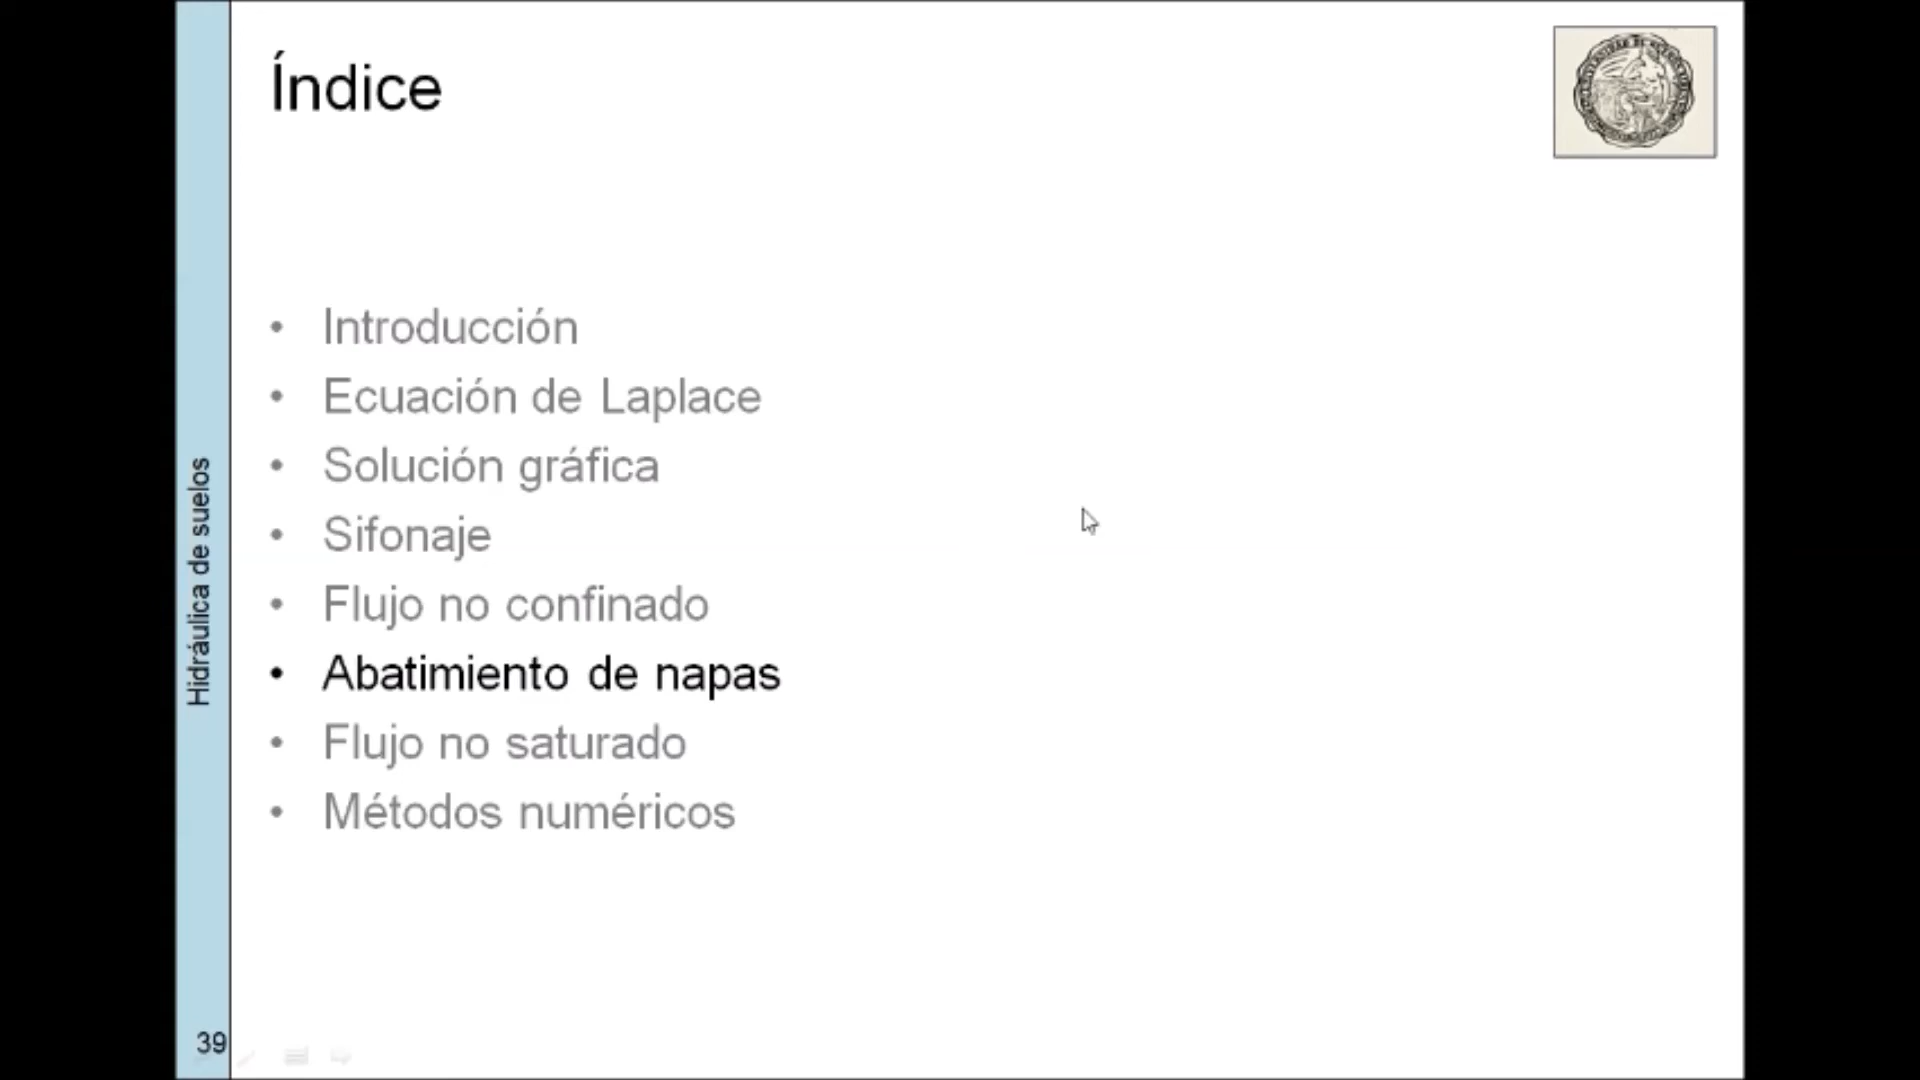 Índice
• Introducción
• Ecuación de Laplace
• Solución gráfica
• Sifonaje
• Flujo no confinado
• Abatimiento de napas
• Flujo no saturado
• Métodos numéricos
Hidráulica de suelos
39